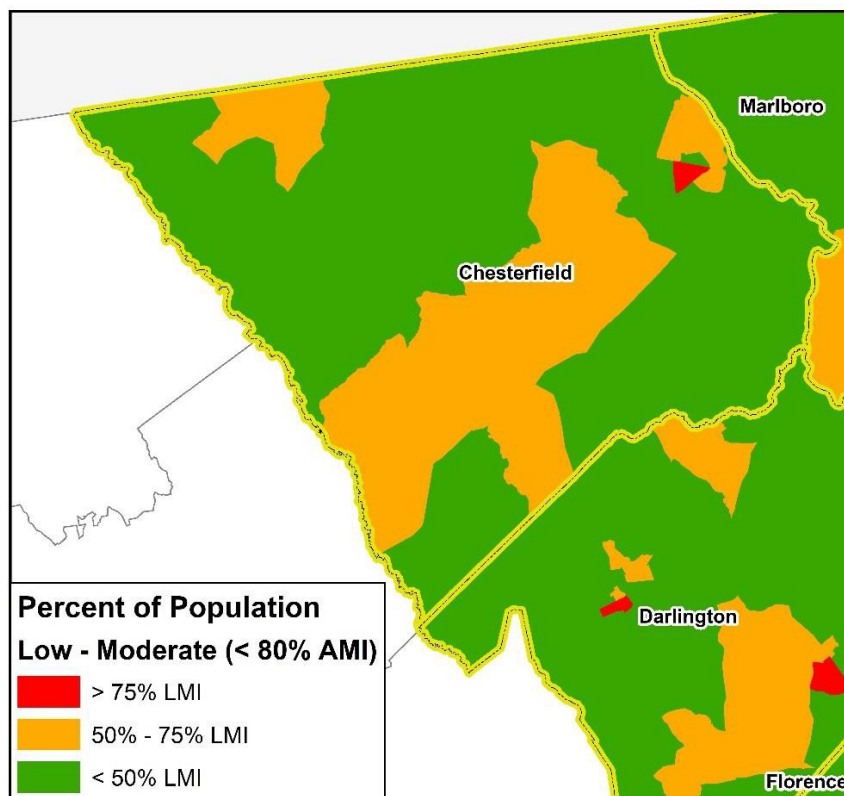 Marlboro
Chesterfield
Darlington
Florence
Percent of Population
Low - Moderate (< 80% AMI)
> 75% LMI
50% - 75% LMI
< 50% LMI